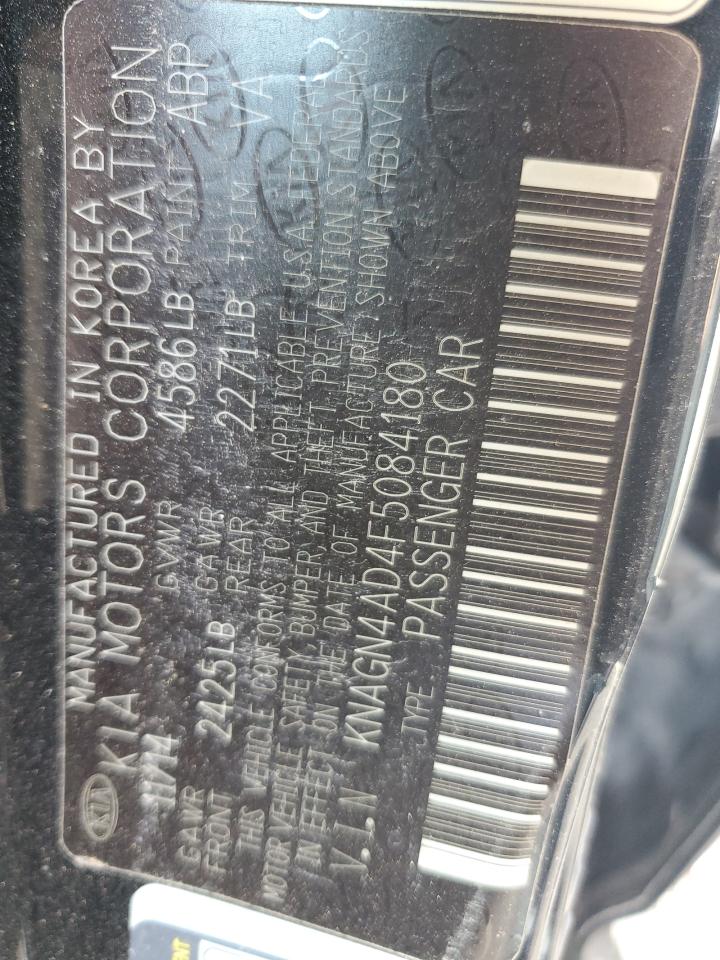 MANUFACTURED IN KOREA BY
KIA KIA MOTORS CORPORATION
11/14 GVWR 4586LB PAINT ABP
GAWR FRONT 2425LB GAWR REAR 2271LB TRIM VA
THIS VEHICLE CONFORMS TO ALL APPLICABLE U.S.A. FEDERAL
MOTOR VEHICLE SAFETY, BUMPER, AND THEFT PREVENTION STANDARDS
IN EFFECT ON THE DATE OF MANUFACTURE SHOWN ABOVE
V.I.N KNAGN4AD4F5084180
TYPE PASSENGER CAR